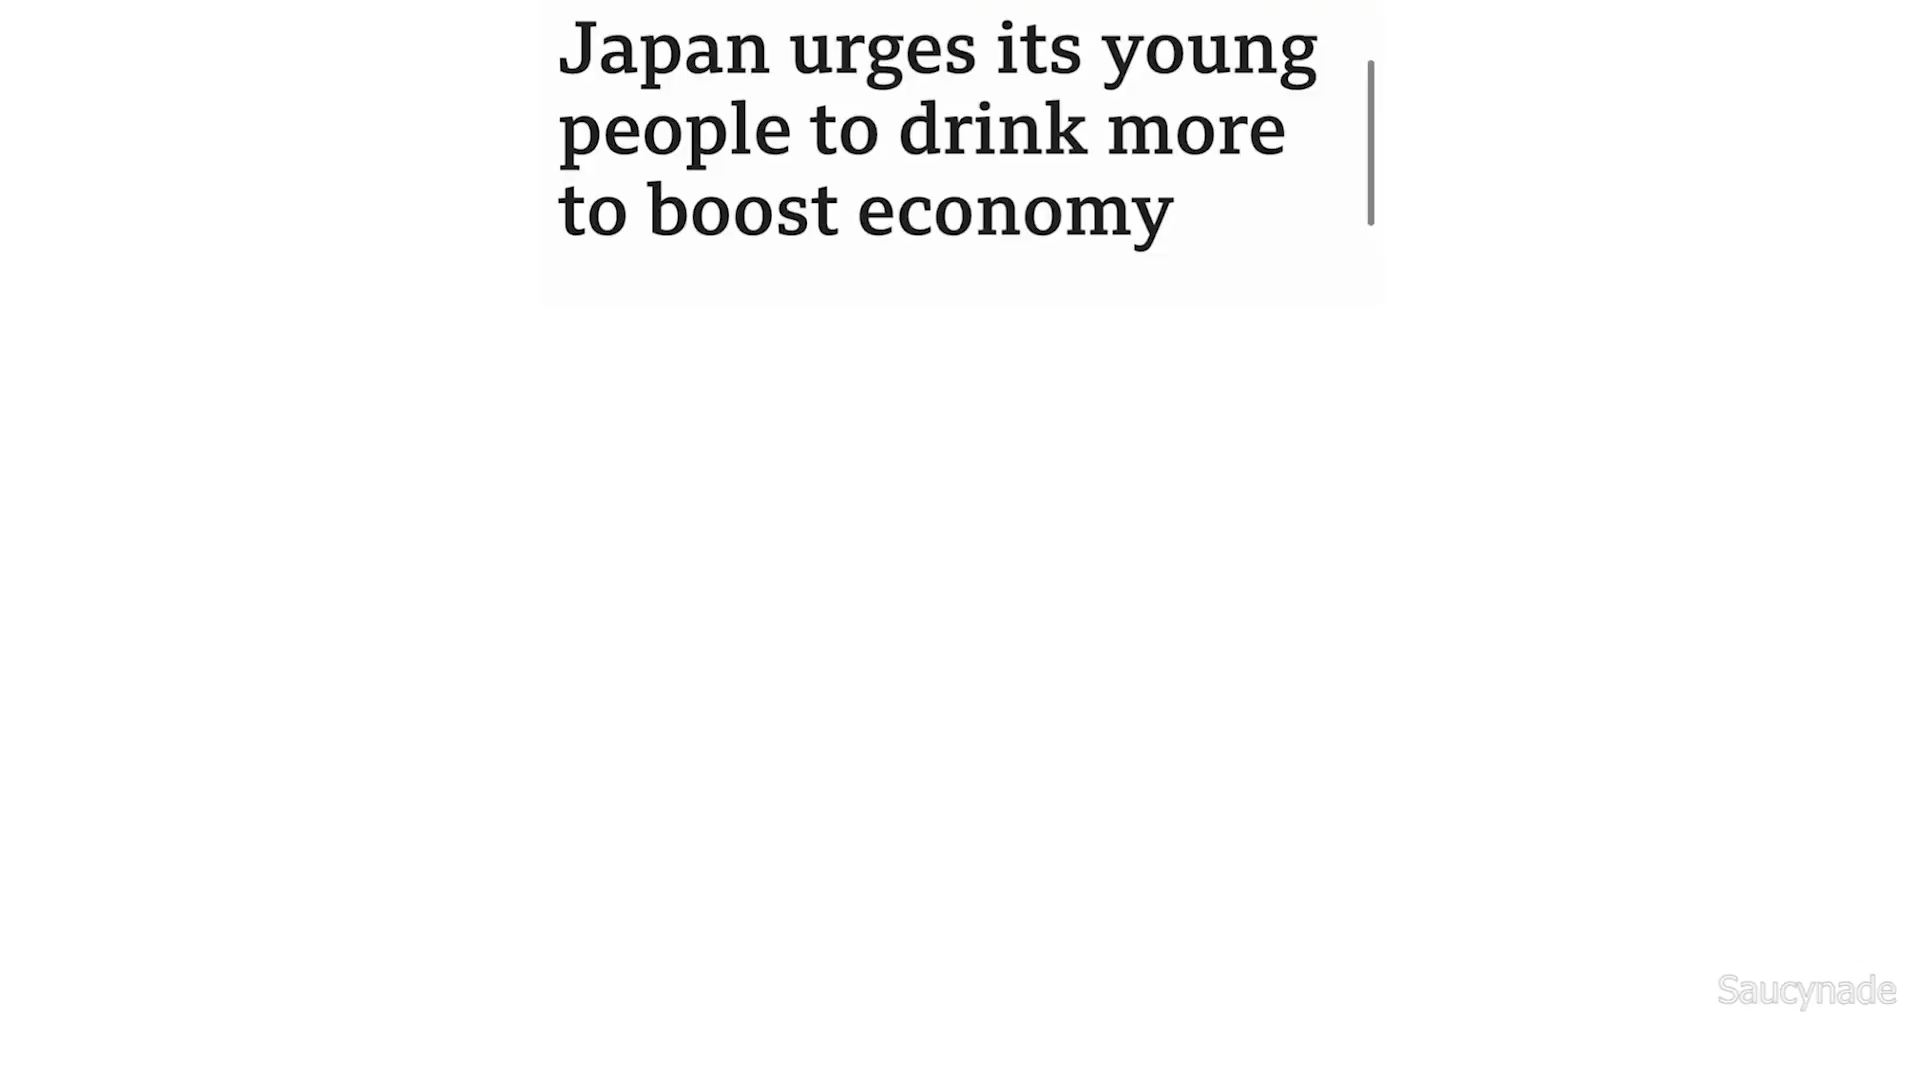 Japan urges its young
people to drink more
to boost economy
Saucynade